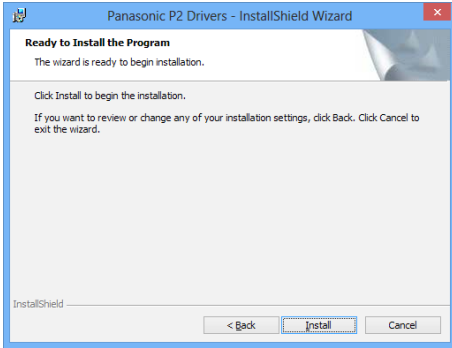 Panasonic P2 Drivers - InstallShield Wizard
Ready to Install the Program
The wizard is ready to begin installation.
Click Install to begin the installation.
If you want to review or change any of your installation settings, click Back. Click Cancel to
exit the wizard.
InstallShield
< Back Install Cancel